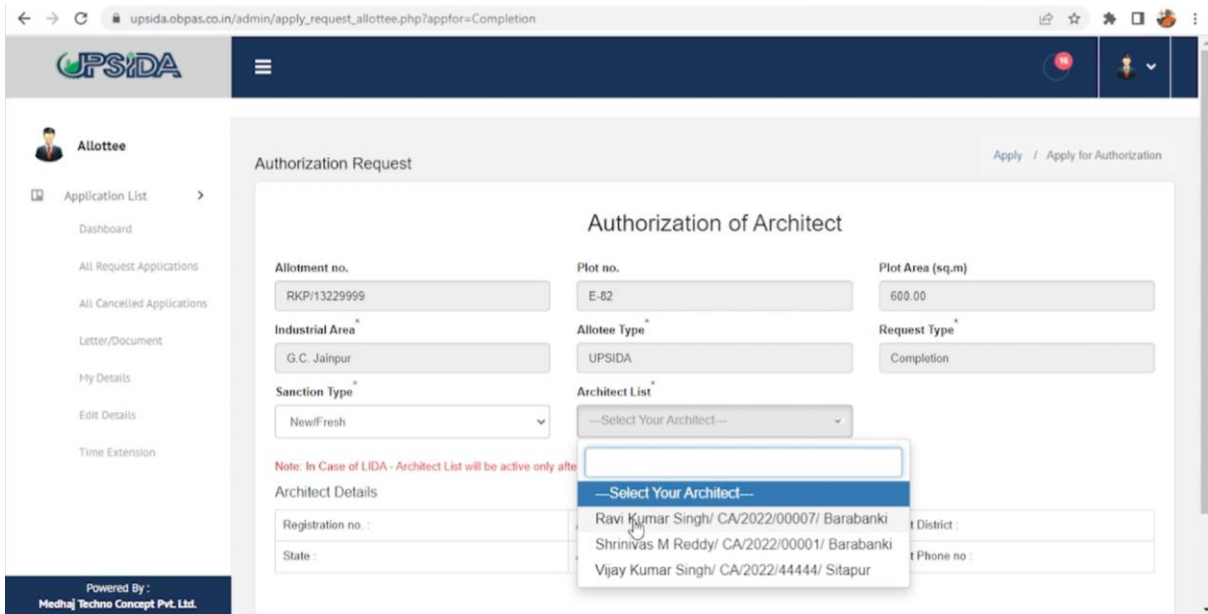 upsida.obpas.co.in/admin/apply_request_allottee.php?appfor=Completion
UPSIDA
16
Allottee
Application List
Dashboard
All Request Applications
All Cancelled Applications
Letter/Document
My Details
Edit Details
Time Extension
Powered By :
Medhaj Techno Concept Pvt. Ltd.
Authorization Request
Apply / Apply for Authorization
Authorization of Architect
Allotment no. Plot no. Plot Area (sq.m)
RKP/13229999 E-82 600.00
Industrial Area* Allotee Type* Request Type*
G.C. Jainpur UPSIDA Completion
Sanction Type* Architect List*
New/Fresh ---Select Your Architect---
Note: In Case of LIDA - Architect List will be active only afte
Architect Details
---Select Your Architect---
Ravi Kumar Singh/ CA/2022/00007/ Barabanki
Shrinivas M Reddy/ CA/2022/00001/ Barabanki
Vijay Kumar Singh/ CA/2022/44444/ Sitapur
Registration no. : t District :
State : t Phone no :